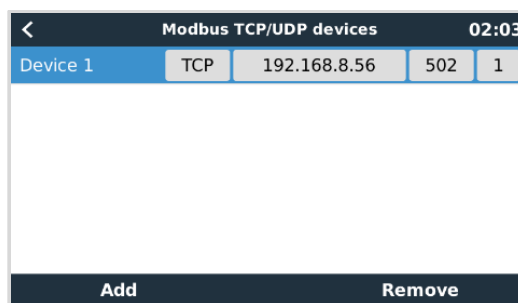 Modbus TCP/UDP devices 02:03
Device 1 TCP 192.168.8.56 502 1
Add Remove